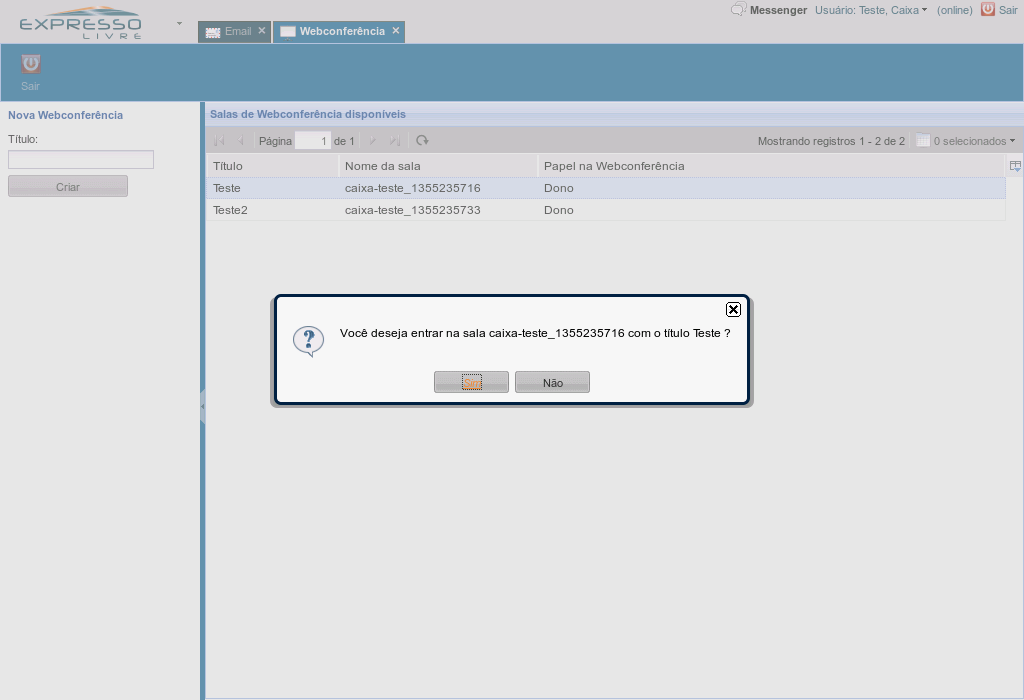 EXPRESSO
LIVRE
Messenger Usuário: Teste, Caixa (online) Sair
Email Webconferência
Sair
Nova Webconferência
Título:
Criar
Salas de Webconferência disponíveis
Página 1 de 1 Mostrando registros 1 - 2 de 2 0 selecionados
Título Nome da sala Papel na Webconferência
Teste caixa-teste_1355235716 Dono
Teste2 caixa-teste_1355235733 Dono
Você deseja entrar na sala caixa-teste_1355235716 com o título Teste ?
Sim Não